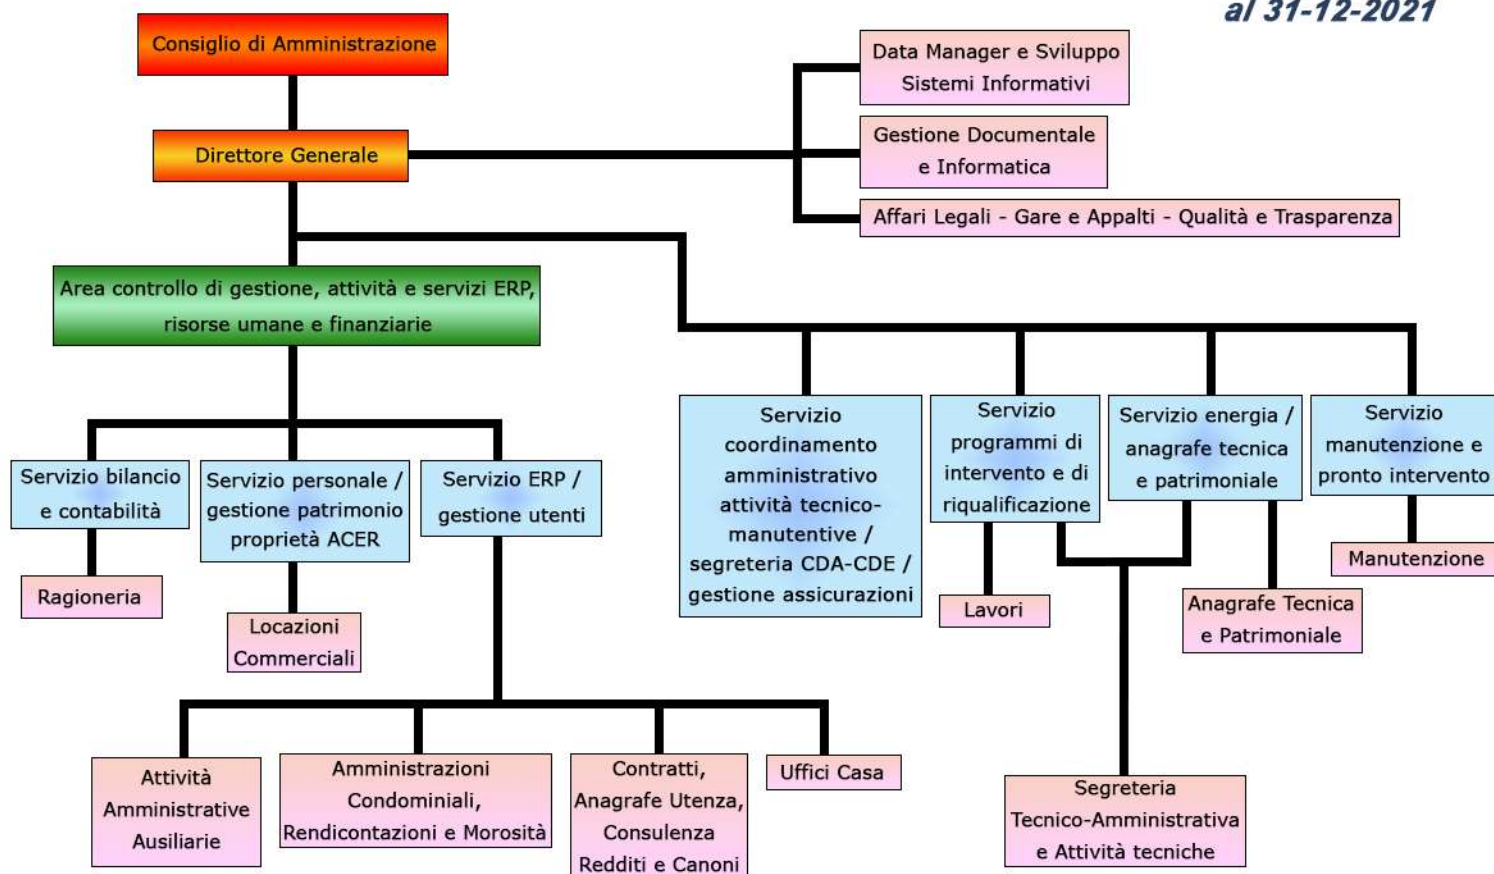 al 31-12-2021
Consiglio di Amministrazione
Data Manager e Sviluppo
Sistemi Informativi
Direttore Generale
Gestione Documentale
e Informatica
Affari Legali - Gare e Appalti - Qualità e Trasparenza
Area controllo di gestione, attività e servizi ERP,
risorse umane e finanziarie
Servizio bilancio
e contabilità
Servizio personale /
gestione patrimonio
proprietà ACER
Servizio ERP /
gestione utenti
Servizio
coordinamento
amministrativo
attività tecnico-
manutentive /
segreteria CDA-CDE /
gestione assicurazioni
Servizio
programmi di
intervento e di
riqualificazione
Servizio energia /
anagrafe tecnica
e patrimoniale
Servizio
manutenzione e
pronto intervento
Ragioneria
Locazioni
Commerciali
Lavori
Anagrafe Tecnica
e Patrimoniale
Manutenzione
Attività
Amministrative
Ausiliarie
Amministrazioni
Condominiali,
Rendicontazioni e Morosità
Contratti,
Anagrafe Utenza,
Consulenza
Redditi e Canoni
Uffici Casa
Segreteria
Tecnico-Amministrativa
e Attività tecniche